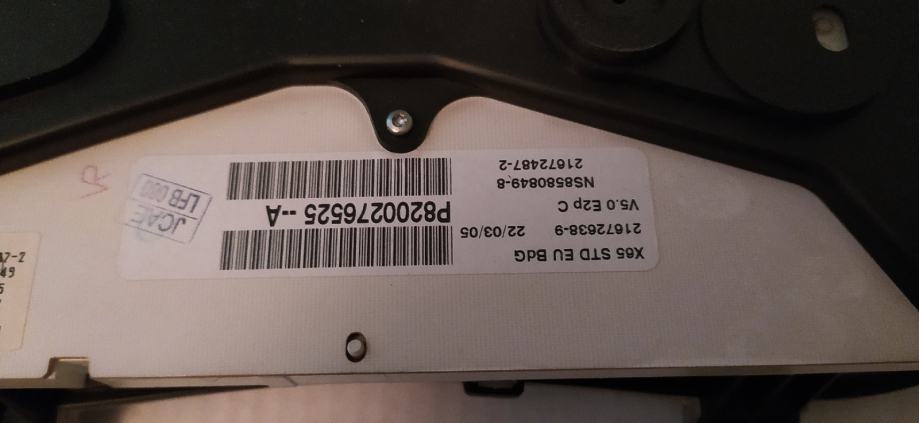 X65 STD EU BdG
21672638-9 22/03/05
V5.0 E2p C
NS8580849-8
21672487-2
P8200276525 --A
JCAE
LFB 000